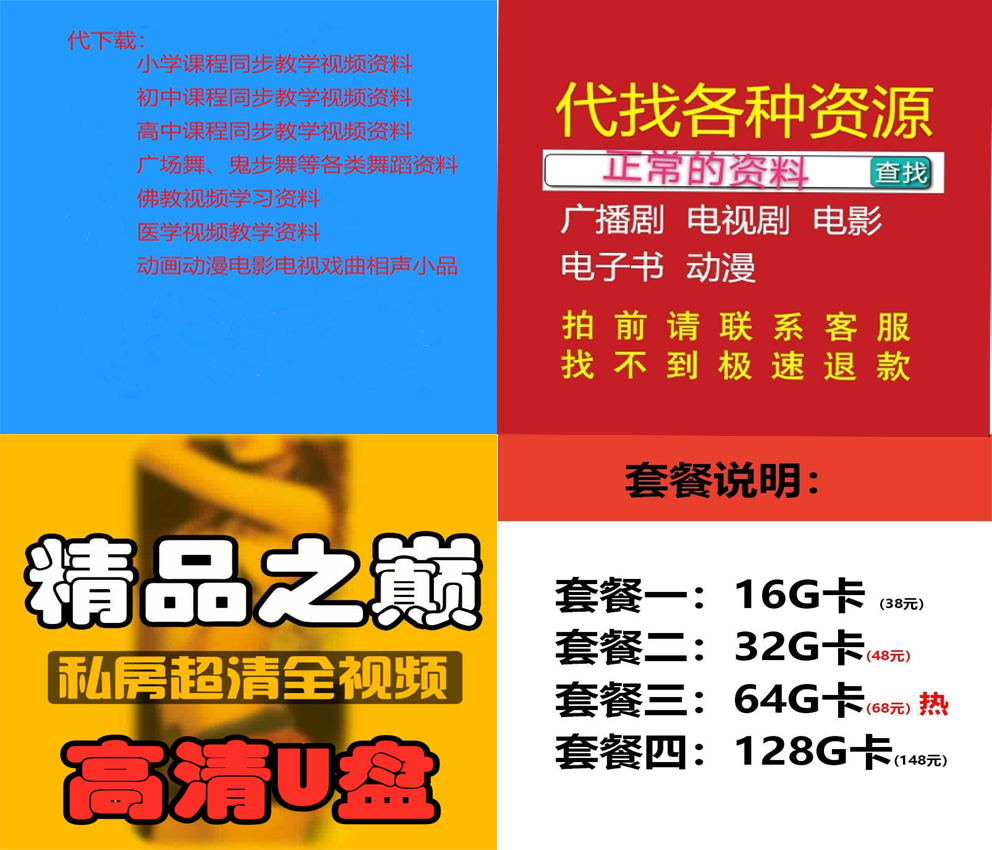 代下载:
小学课程同步教学视频资料
初中课程同步教学视频资料
高中课程同步教学视频资料
广场舞、鬼步舞等各类舞蹈资料
佛教视频学习资料
医学视频教学资料
动画动漫电影电视戏曲相声小品
代找各种资源
正常的资料 查找
广播剧 电视剧 电影
电子书 动漫
拍前请联系客服
找不到极速退款
精品之巅
私房超清全视频
高清U盘
套餐说明:
套餐一:16G卡 (38元)
套餐二:32G卡(48元)
套餐三:64G卡(68元) 热
套餐四:128G卡(148元)